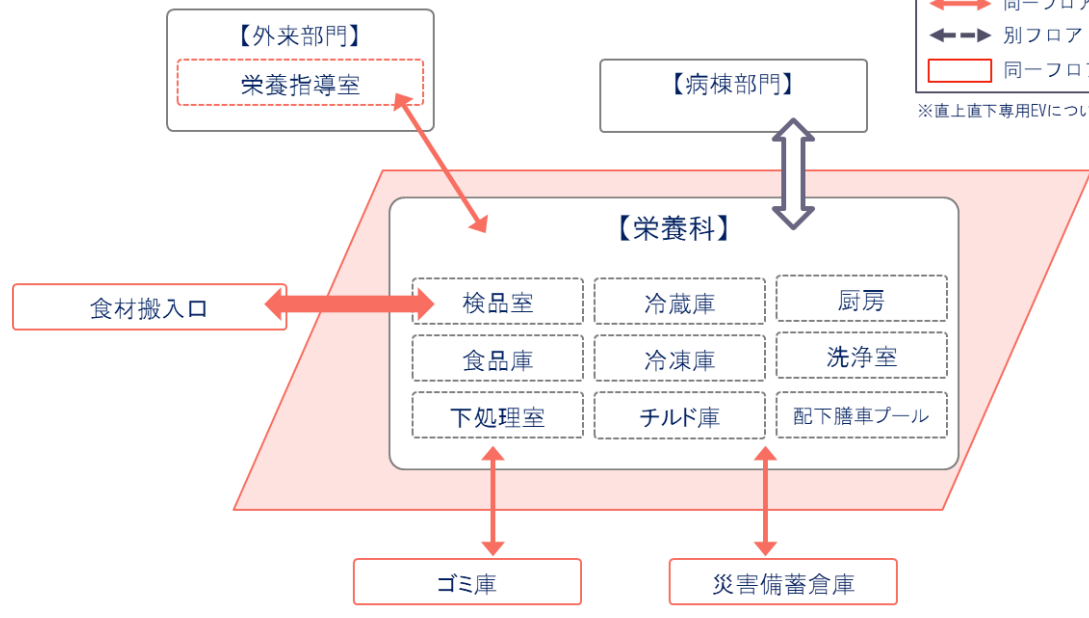 同一フロア
別フロア
同一フロア
※直上直下専用EVについ
【外来部門】
栄養指導室
【病棟部門】
【栄養科】
食材搬入口
検品室
冷蔵庫
厨房
食品庫
冷凍庫
洗浄室
下処理室
チルド庫
配下膳車プール
ゴミ庫
災害備蓄倉庫